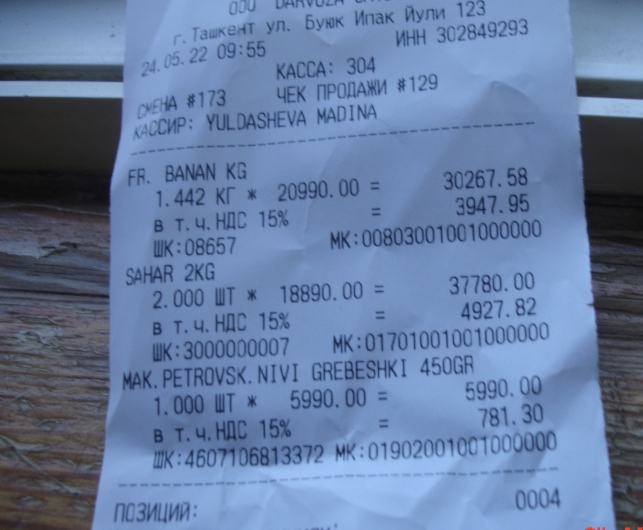 ООО DARVOZA
г. Ташкент ул. Буюк Ипак Йули 123
24.05.22 09:55 ИНН 302849293
КАССА: 304
СМЕНА #173 ЧЕК ПРОДАЖИ #129
КАССИР: YULDASHEVA MADINA
FR. BANAN KG
1.442 КГ * 20990.00 = 30267.58
в т.ч.НДС 15% = 3947.95
ШК:08657 МК:00803001001000000
SAHAR 2KG
2.000 ШТ * 18890.00 = 37780.00
в т.ч.НДС 15% = 4927.82
ШК:3000000007 МК:01701001001000000
MAK.PETROVSK.NIVI GREBESHKI 450GR
1.000 ШТ * 5990.00 = 5990.00
в т.ч.НДС 15% = 781.30
ШК:4607106813372 МК:01902001001000000
ПОЗИЦИЙ: 0004